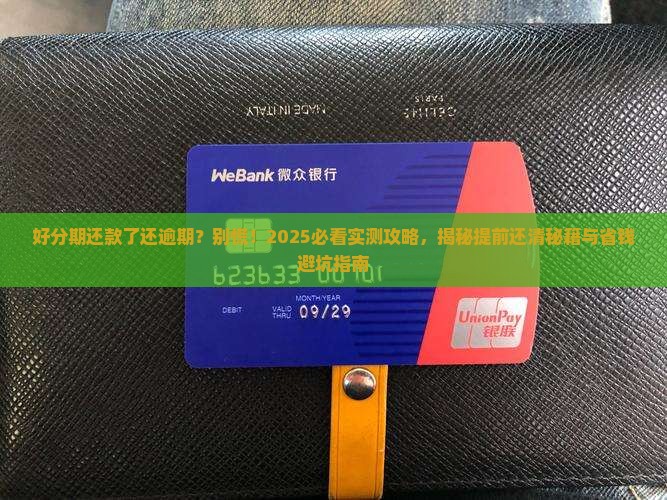 MADE IN ITALY
PARIS
WeBank 微众银行
好分期还款了还逾期？别慌！2025必看实测攻略，揭秘提前还清秘籍与省钱
避坑指南
MONTH/YEAR
DEBIT
VALID
THRU
09/29
UnionPay
银联